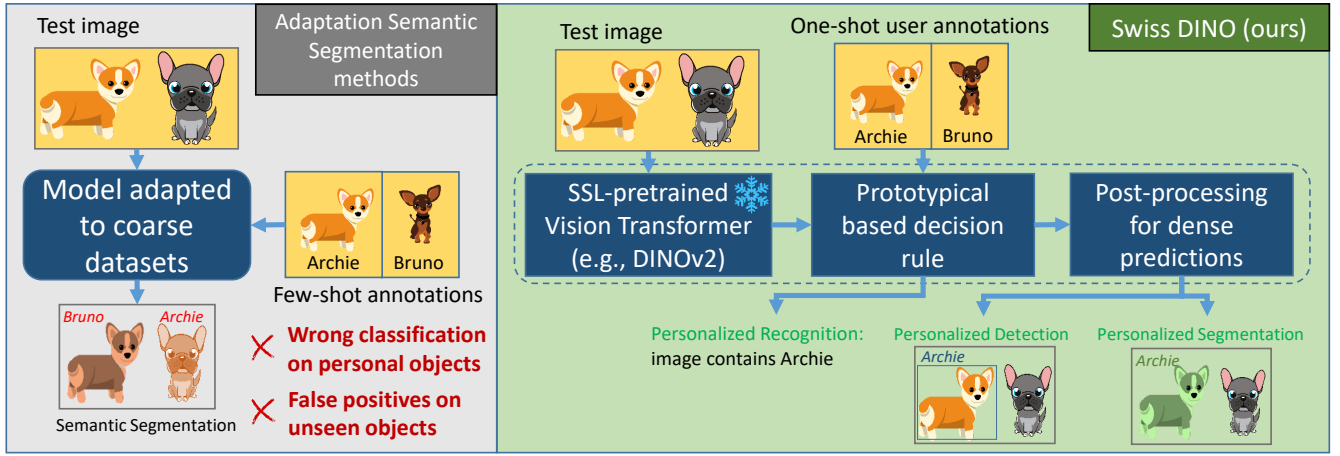 Test image
Adaptation Semantic
Segmentation
methods
Model adapted
to coarse
datasets
Archie
Bruno
Few-shot annotations
Bruno
Archie
Semantic Segmentation
Wrong classification
on personal objects
False positives on
unseen objects
Test image
One-shot user annotations
Swiss DINO (ours)
Archie
Bruno
SSL-pretrained
Vision Transformer
(e.g., DINOv2)
Prototypical
based decision
rule
Post-processing
for dense
predictions
Personalized Recognition:
image contains Archie
Personalized Detection
Archie
Personalized Segmentation
Archie